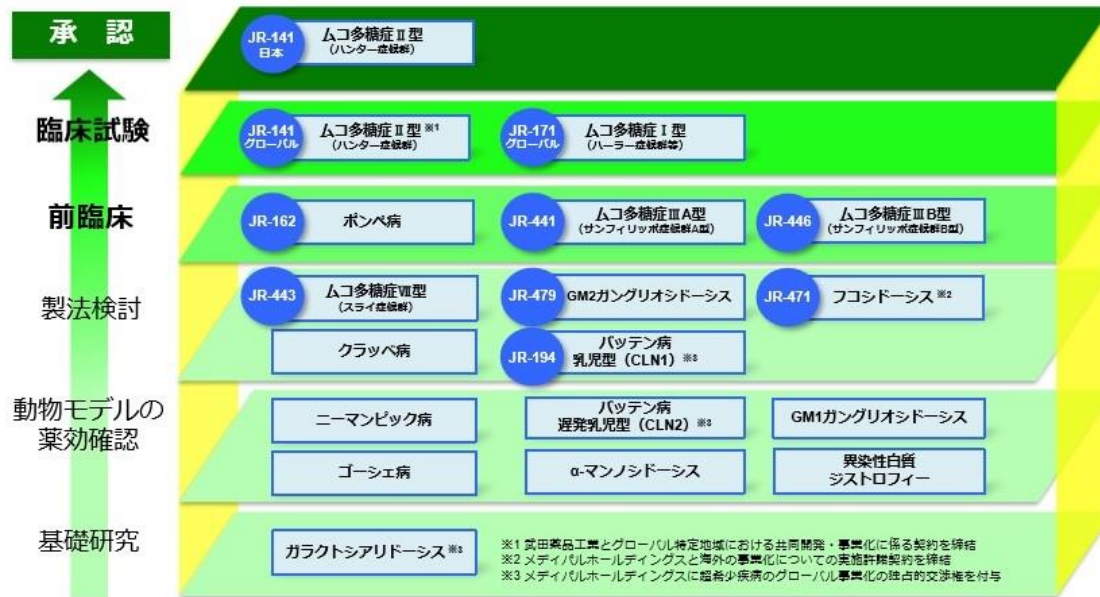 承 認
JR-141
日本
ムコ多糖症Ⅱ型
（ハンター症候群）
臨床試験
JR-141
グローバル
ムコ多糖症Ⅱ型 ※1
（ハンター症候群）
JR-171
グローバル
ムコ多糖症Ⅰ型
（ハーラー症候群等）
前臨床
JR-162
ポンペ病
JR-441
ムコ多糖症ⅢA型
（サンフィリッポ症候群A型）
JR-446
ムコ多糖症ⅢB型
（サンフィリッポ症候群B型）
製法検討
JR-443
ムコ多糖症Ⅶ型
（スライ症候群）
JR-479
GM2ガングリオシドーシス
JR-471
フコシドーシス ※2
クラッベ病
JR-194
バッテン病
乳児型（CLN1）※3
動物モデルの
薬効確認
ニーマンピック病
バッテン病
遅発乳児型（CLN2）※3
GM1ガングリオシドーシス
ゴーシェ病
α-マンノシドーシス
異染性白質
ジストロフィー
基礎研究
ガラクトシアリドーシス ※3
※1 武田薬品工業とグローバル特定地域における共同開発・事業化に係る契約を締結
※2 メディパルホールディングスと海外の事業化についての実施許諾契約を締結
※3 メディパルホールディングスに超希少疾病のグローバル事業化の独占的交渉権を付与